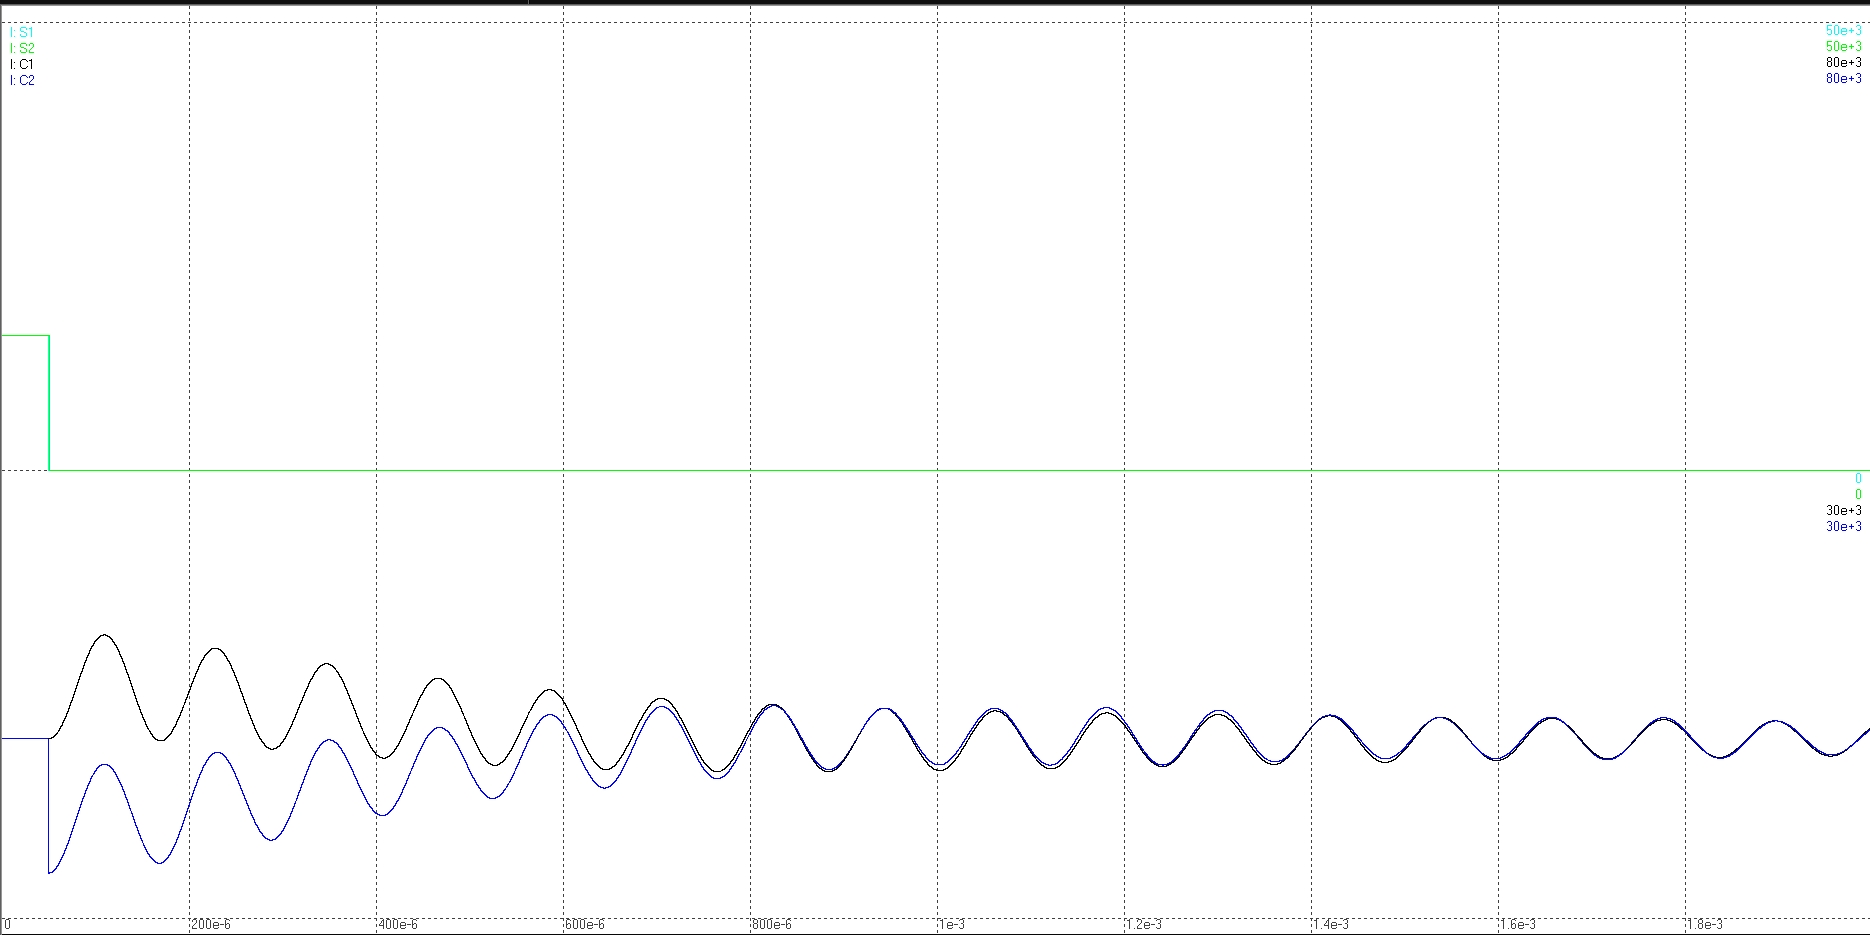 I: S1
I: S2
I: C1
I: C2
50e+3
50e+3
80e+3
80e+3
0
0
30e+3
30e+3
0
200e-6
400e-6
600e-6
800e-6
1e-3
1.2e-3
1.4e-3
1.6e-3
1.8e-3